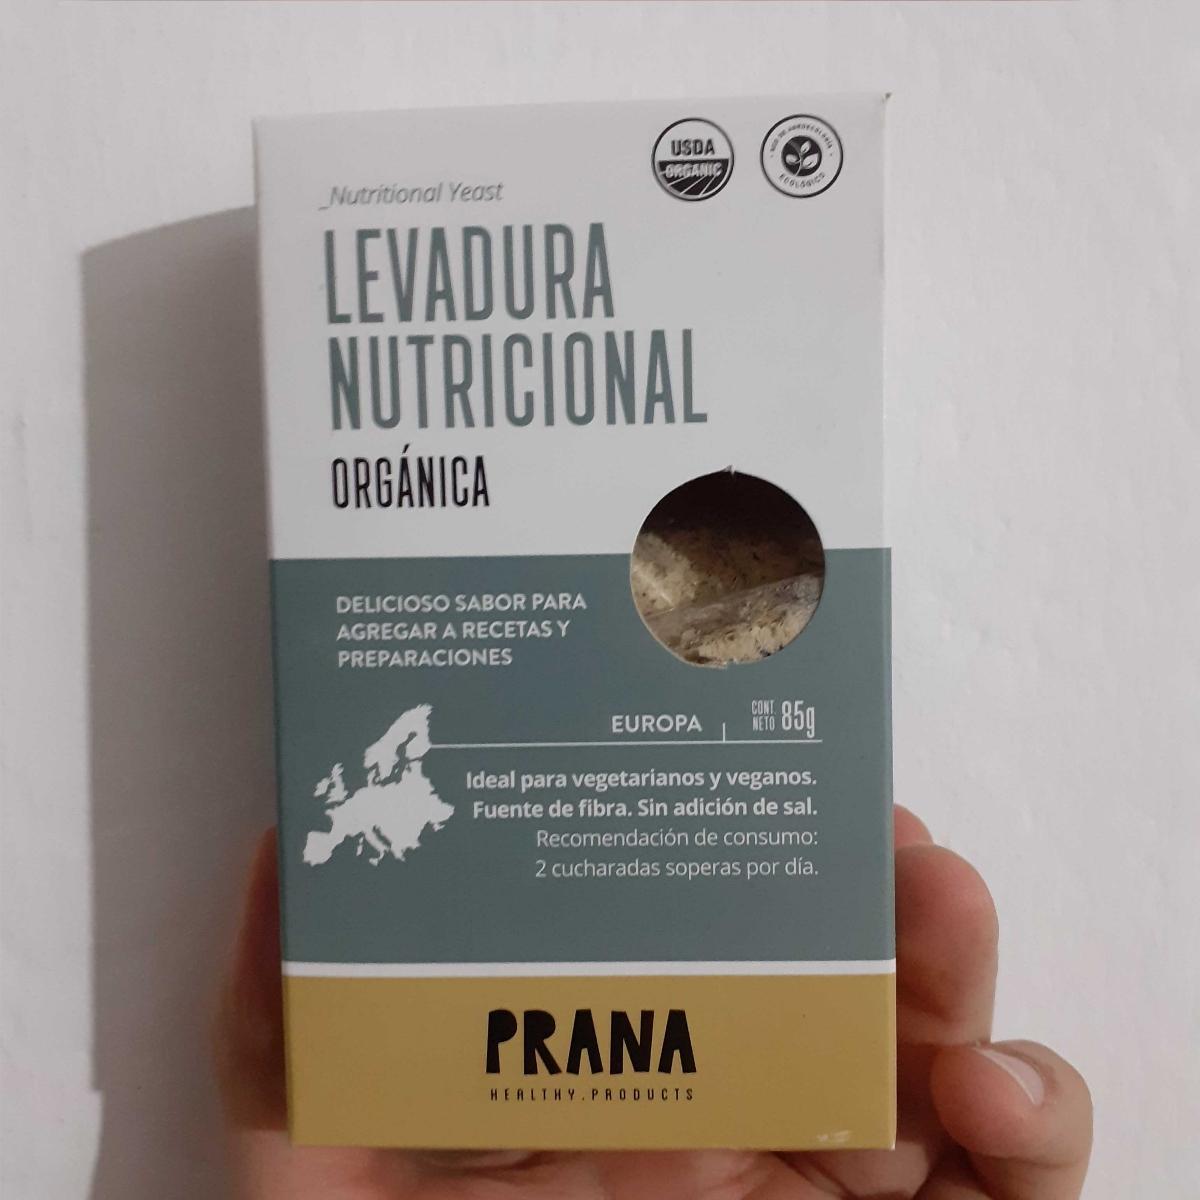 USDA
ORGANIC
ECOLÓGICO
_Nutritional Yeast
LEVADURA
NUTRICIONAL
ORGÁNICA
DELICIOSO SABOR PARA
AGREGAR A RECETAS Y
PREPARACIONES
EUROPA
CONT.
NETO 85g
Ideal para vegetarianos y veganos.
Fuente de fibra. Sin adición de sal.
Recomendación de consumo:
2 cucharadas soperas por día.
PRANA
HEALTHY.PRODUCTS